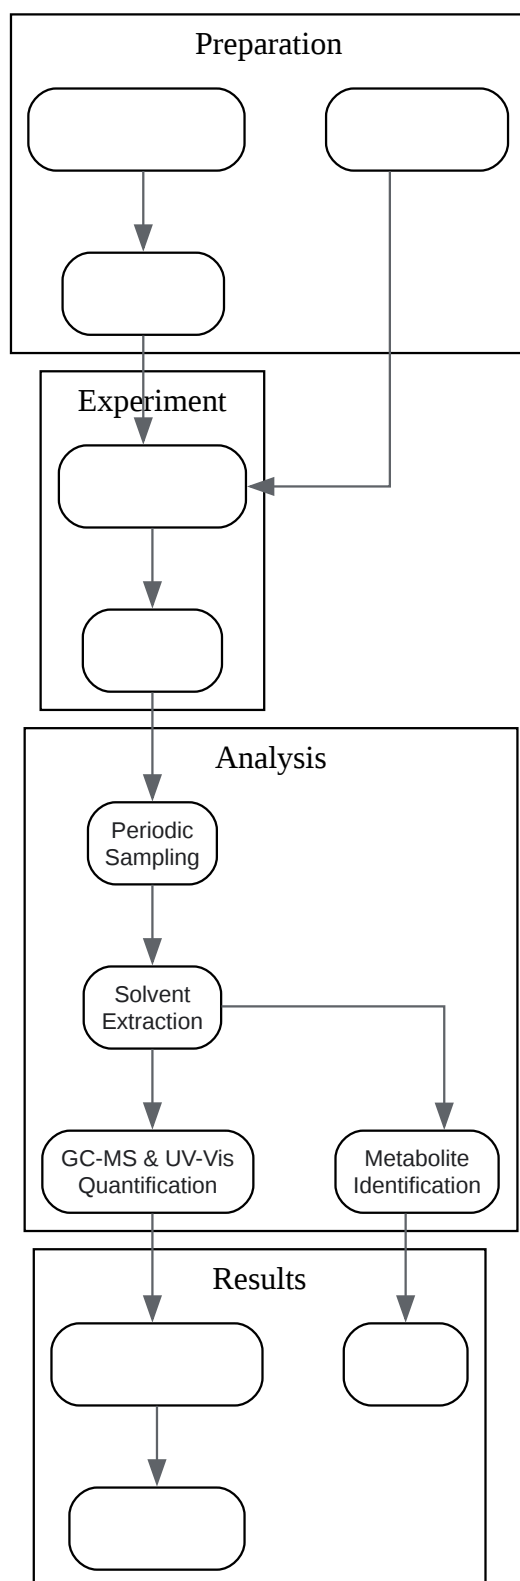 Preparation
Experiment
Analysis
Periodic
Sampling
Solvent
Extraction
GC-MS & UV-Vis
Quantification
Metabolite
Identification
Results